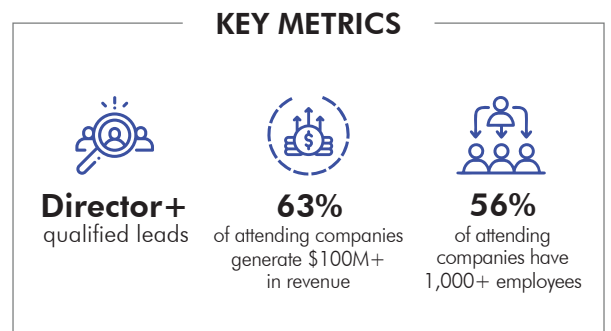 KEY METRICS
Director+
qualified leads
63%
of attending companies
generate $100M+
in revenue
56%
of attending
companies have
1,000+ employees